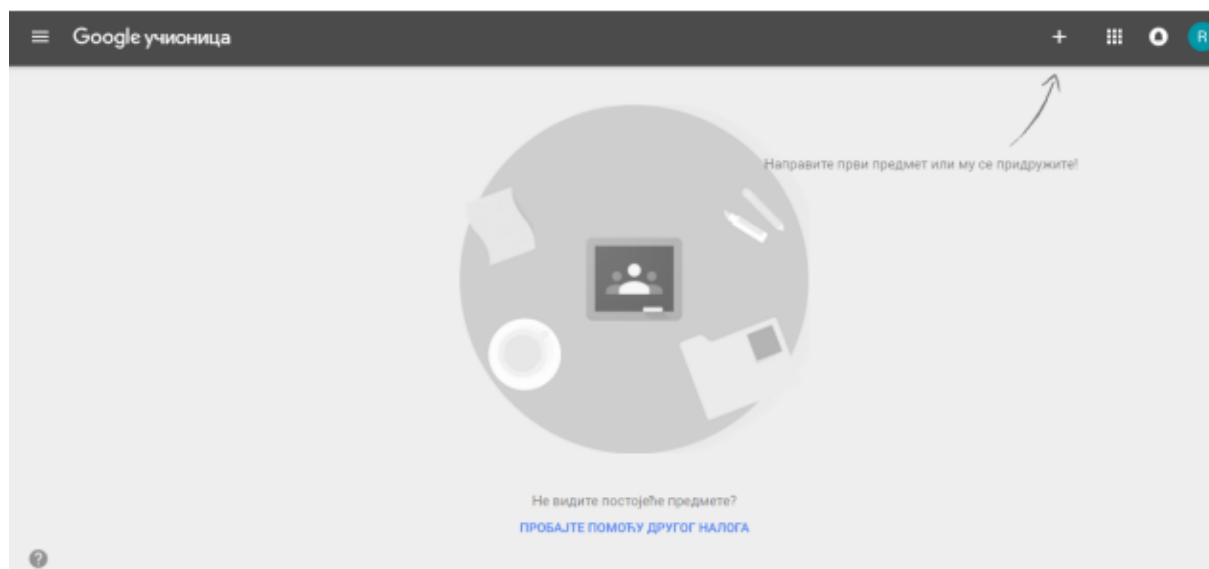 Google учионица
R
Направите први предмет или му се придружите!
Не видите постојеће предмете?
ПРОБАЈТЕ ПОМОЋУ ДРУГОГ НАЛОГА